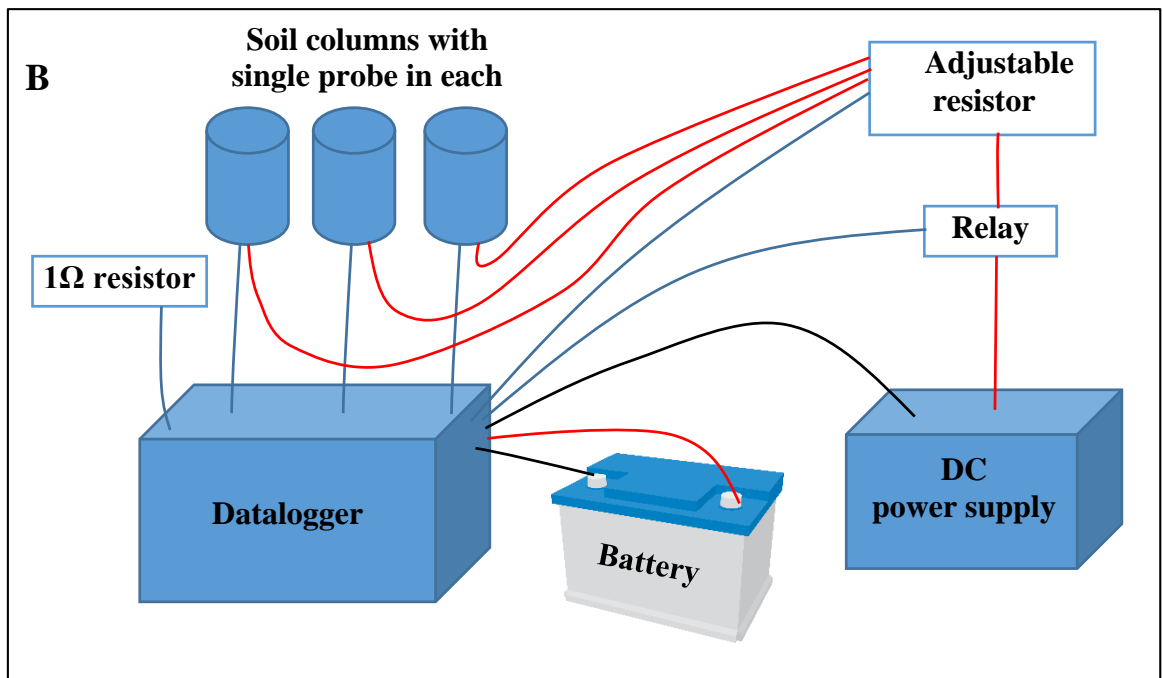 B
Soil columns with
single probe in each
Adjustable
resistor
Relay
1Ω resistor
Datalogger
Battery
DC
power supply